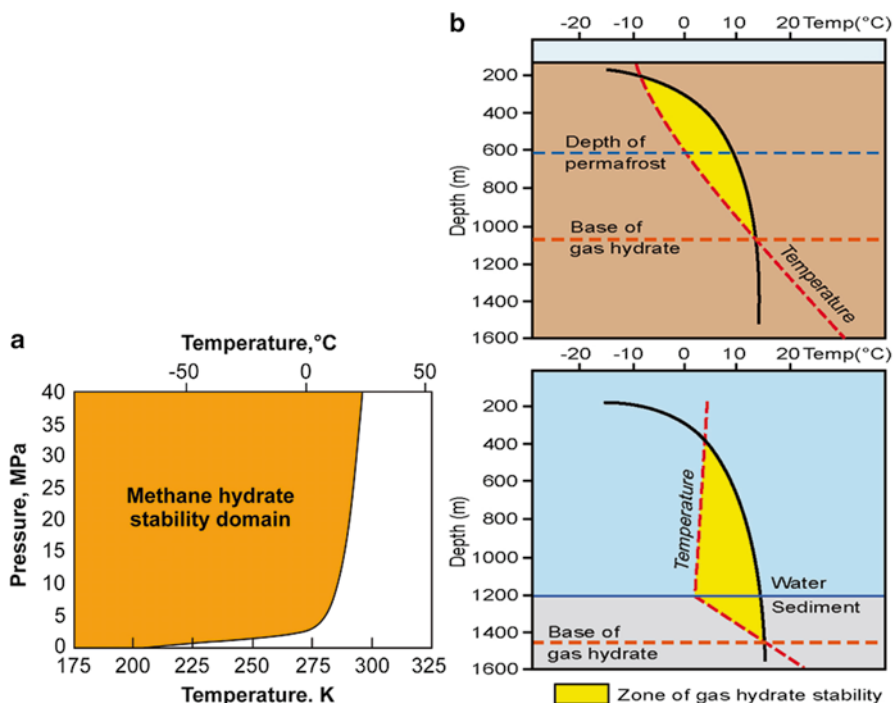 a
Temperature,°C
-50
0
50
40
35
30
25
20
15
10
5
0
Pressure, MPa
Methane hydrate
stability domain
175
200
225
250
275
300
325
Temperature. K
b
-20
-10
0
10
20
Temp(°C)
200
400
600
800
1000
1200
1400
1600
Depth (m)
Depth of
permafrost
Base of
gas hydrate
Temperature
-20
-10
0
10
20
Temp(°C)
200
400
600
800
1000
1200
1400
1600
Depth (m)
Temperature
Water
Sediment
Base of
gas hydrate
Zone of gas hydrate stability